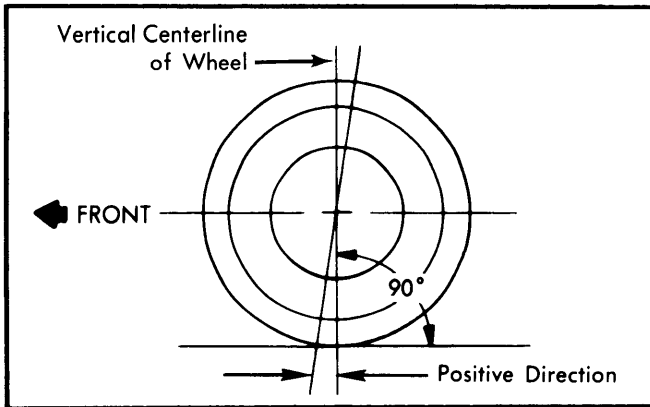 Vertical Centerline
of Wheel
FRONT
90°
Positive Direction